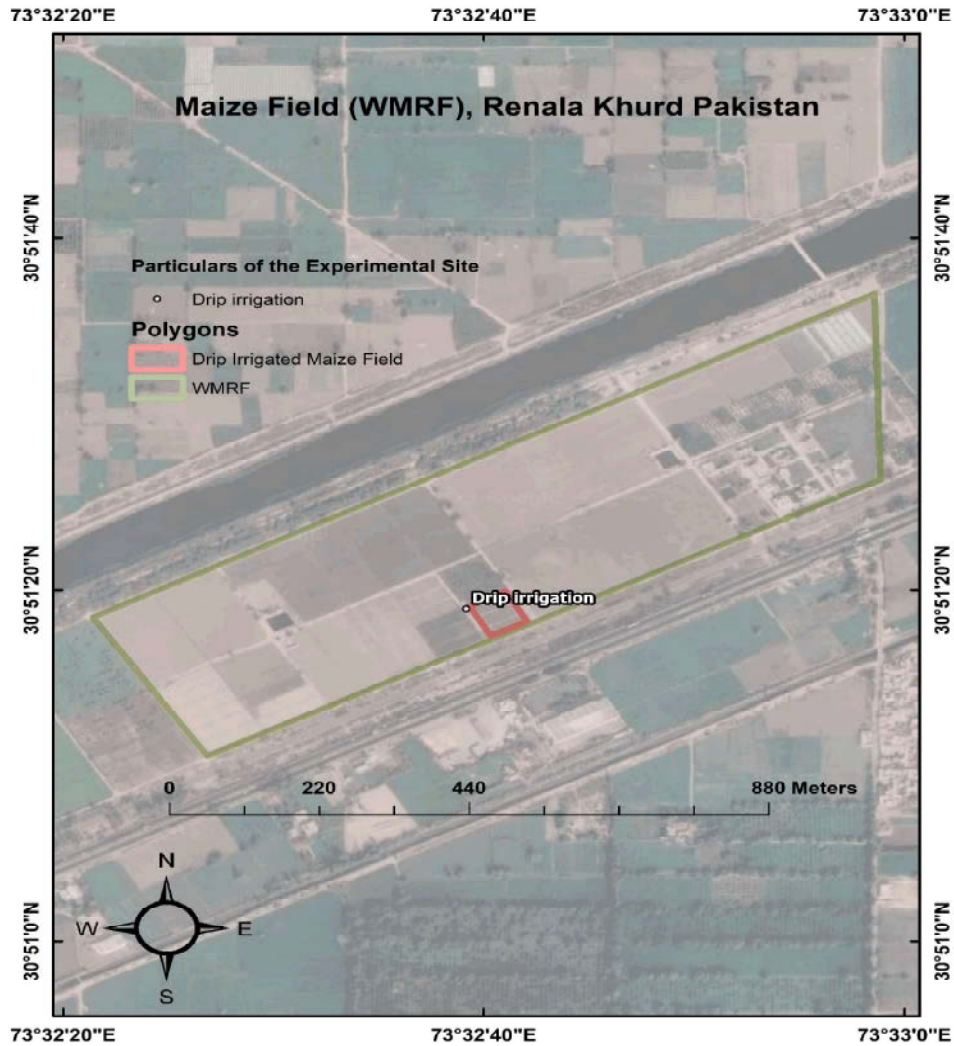 73°32'20"E 73°32'40"E 73°33'0"E
Maize Field (WMRF), Renala Khurd Pakistan
30°51'40"N 30°51'40"N
Particulars of the Experimental Site
Drip irrigation
Polygons
Drip Irrigated Maize Field
WMRF
30°51'20"N 30°51'20"N
Drip irrigation
0 220 440 880 Meters
N
W E
S
30°51'0"N 30°51'0"N
73°32'20"E 73°32'40"E 73°33'0"E